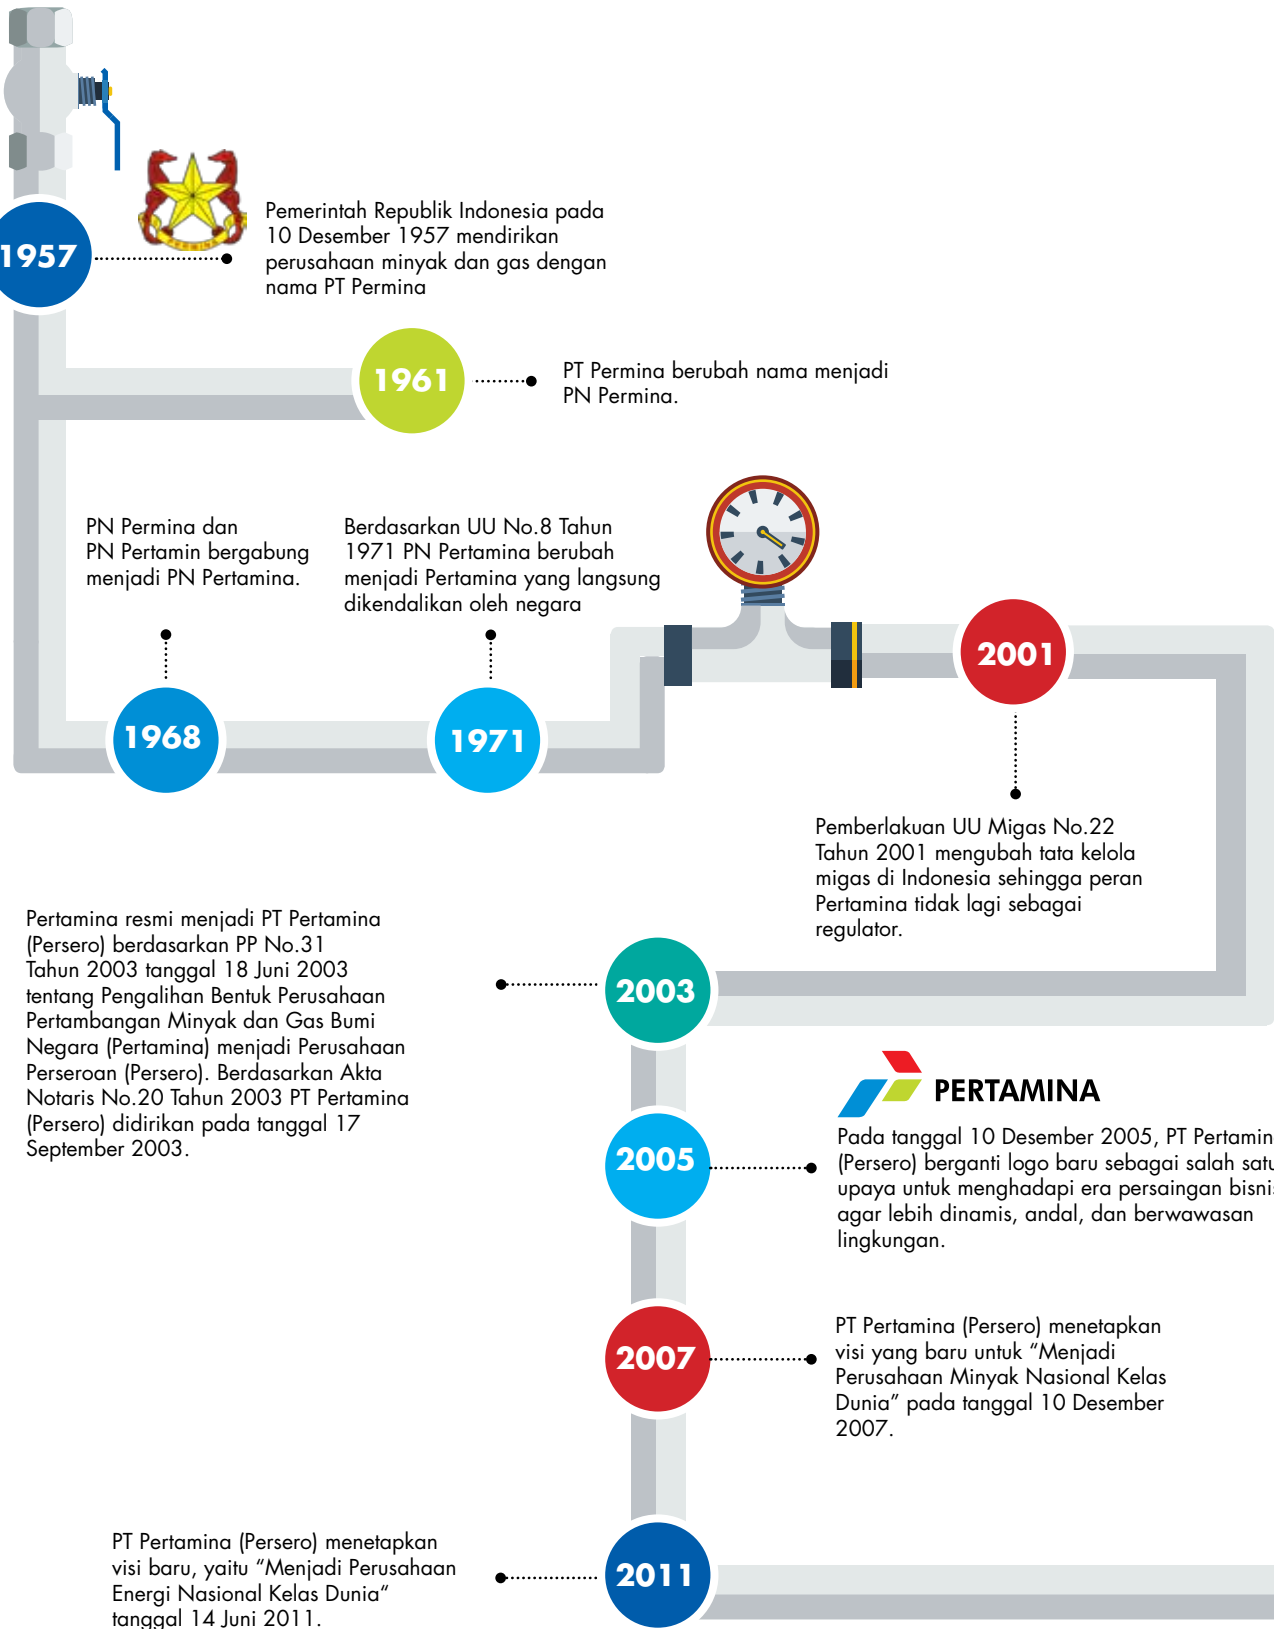 1957
PERMINA
Pemerintah Republik Indonesia pada
10 Desember 1957 mendirikan
perusahaan minyak dan gas dengan
nama PT Permina
1961
PT Permina berubah nama menjadi
PN Permina.
PN Permina dan
PN Pertamin bergabung
menjadi PN Pertamina.
1968
Berdasarkan UU No.8 Tahun
1971 PN Pertamina berubah
menjadi Pertamina yang langsung
dikendalikan oleh negara
1971
2001
Pemberlakuan UU Migas No.22
Tahun 2001 mengubah tata kelola
migas di Indonesia sehingga peran
Pertamina tidak lagi sebagai
regulator.
Pertamina resmi menjadi PT Pertamina
(Persero) berdasarkan PP No.31
Tahun 2003 tanggal 18 Juni 2003
tentang Pengalihan Bentuk Perusahaan
Pertambangan Minyak dan Gas Bumi
Negara (Pertamina) menjadi Perusahaan
Perseroan (Persero). Berdasarkan Akta
Notaris No.20 Tahun 2003 PT Pertamina
(Persero) didirikan pada tanggal 17
September 2003.
2003
PERTAMINA
2005
Pada tanggal 10 Desember 2005, PT Pertamin
(Persero) berganti logo baru sebagai salah satu
upaya untuk menghadapi era persaingan bisnis
agar lebih dinamis, andal, dan berwawasan
lingkungan.
2007
PT Pertamina (Persero) menetapkan
visi yang baru untuk “Menjadi
Perusahaan Minyak Nasional Kelas
Dunia” pada tanggal 10 Desember
2007.
PT Pertamina (Persero) menetapkan
visi baru, yaitu “Menjadi Perusahaan
Energi Nasional Kelas Dunia“
tanggal 14 Juni 2011.
2011